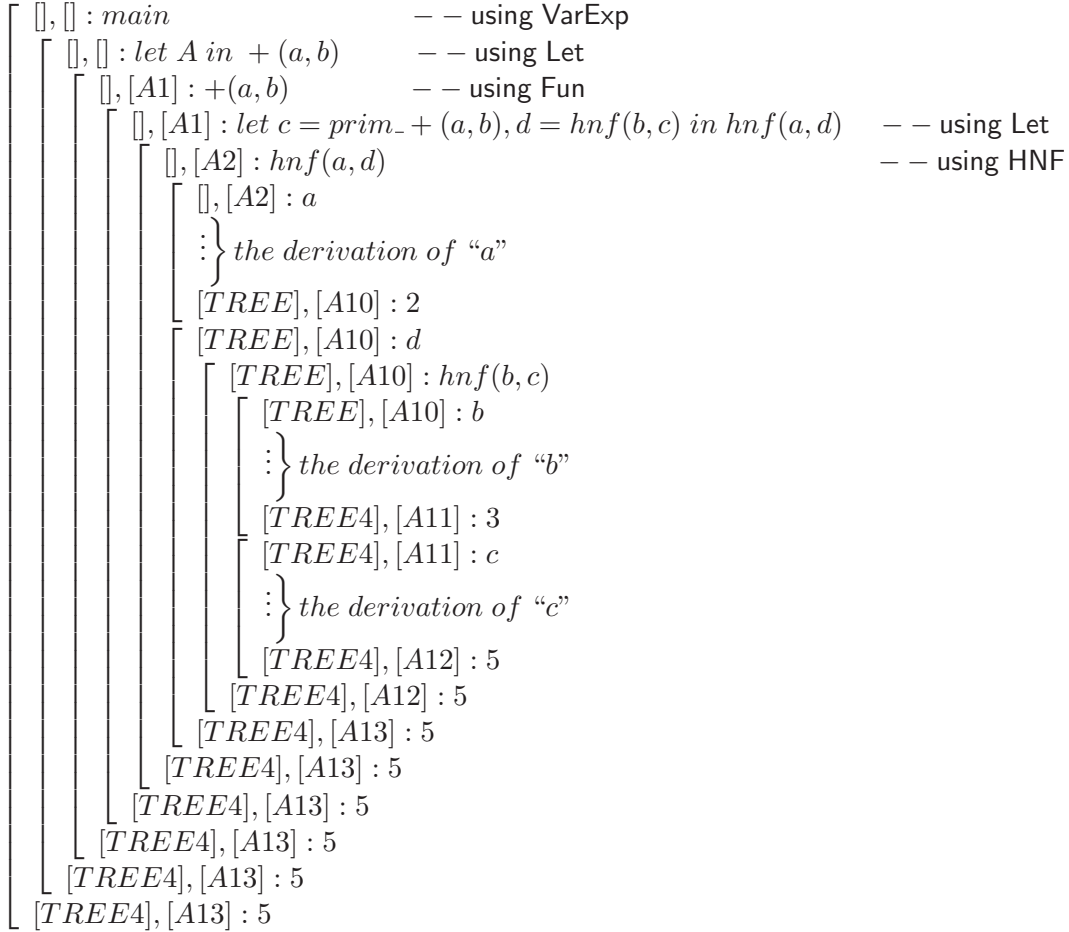 [], [] : main − − using VarExp
[], [] : let A in + (a, b) − − using Let
[], [A1] : +(a, b) − − using Fun
[], [A1] : let c = prim_ + (a, b), d = hnf(b, c) in hnf(a, d) − − using Let
[], [A2] : hnf(a, d) − − using HNF
[], [A2] : a
⋮} the derivation of “a”
[TREE], [A10] : 2
[TREE], [A10] : d
[TREE], [A10] : hnf(b, c)
[TREE], [A10] : b
⋮} the derivation of “b”
[TREE4], [A11] : 3
[TREE4], [A11] : c
⋮} the derivation of “c”
[TREE4], [A12] : 5
[TREE4], [A12] : 5
[TREE4], [A13] : 5
[TREE4], [A13] : 5
[TREE4], [A13] : 5
[TREE4], [A13] : 5
[TREE4], [A13] : 5
[TREE4], [A13] : 5